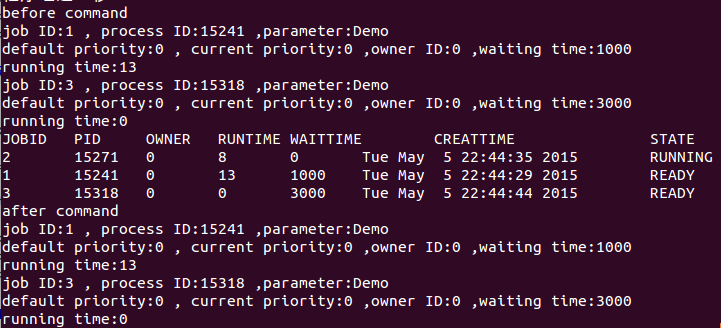 before command
job ID:1 , process ID:15241 ,parameter:Demo
default priority:0 , current priority:0 ,owner ID:0 ,waiting time:1000
running time:13
job ID:3 , process ID:15318 ,parameter:Demo
default priority:0 , current priority:0 ,owner ID:0 ,waiting time:3000
running time:0
JOBID   PID     OWNER   RUNTIME WAITTIME        CREATTIME               STATE
2       15271   0       8       0       Tue May  5 22:44:35 2015        RUNNING
1       15241   0       13      1000    Tue May  5 22:44:29 2015        READY
3       15318   0       0       3000    Tue May  5 22:44:44 2015        READY
after command
job ID:1 , process ID:15241 ,parameter:Demo
default priority:0 , current priority:0 ,owner ID:0 ,waiting time:1000
running time:13
job ID:3 , process ID:15318 ,parameter:Demo
default priority:0 , current priority:0 ,owner ID:0 ,waiting time:3000
running time:0